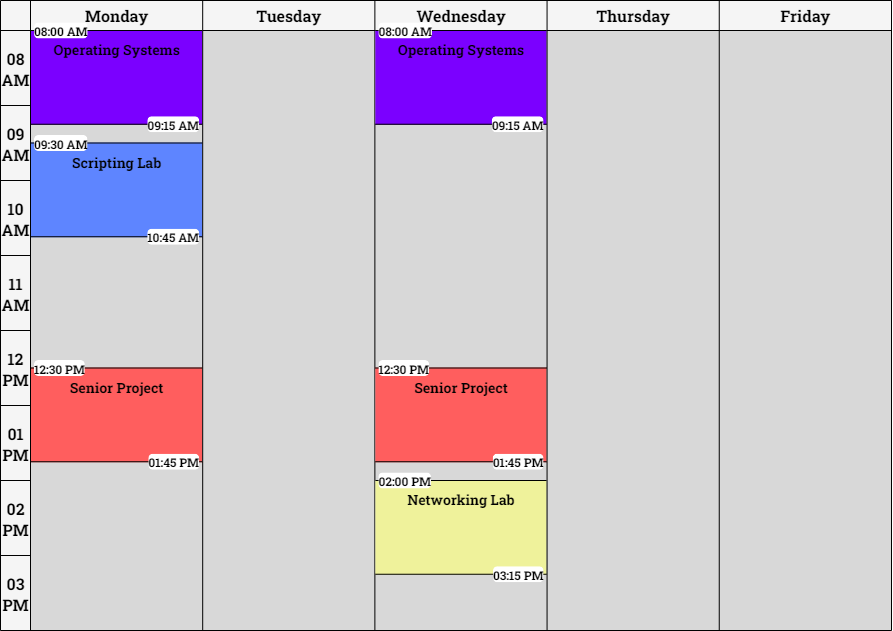 Monday Tuesday Wednesday Thursday Friday
08:00 AM 08:00 AM
Operating Systems Operating Systems
08
AM
09:15 AM 09:15 AM
09
AM
09:30 AM
Scripting Lab
10
AM
10:45 AM
11
AM
12
PM
12:30 PM 12:30 PM
Senior Project Senior Project
01
PM
01:45 PM 01:45 PM
02:00 PM
Networking Lab
02
PM
03:15 PM
03
PM